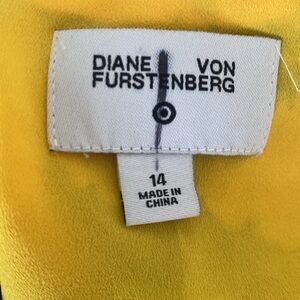 DIANE VON
FURSTENBERG
14
MADE IN
CHINA